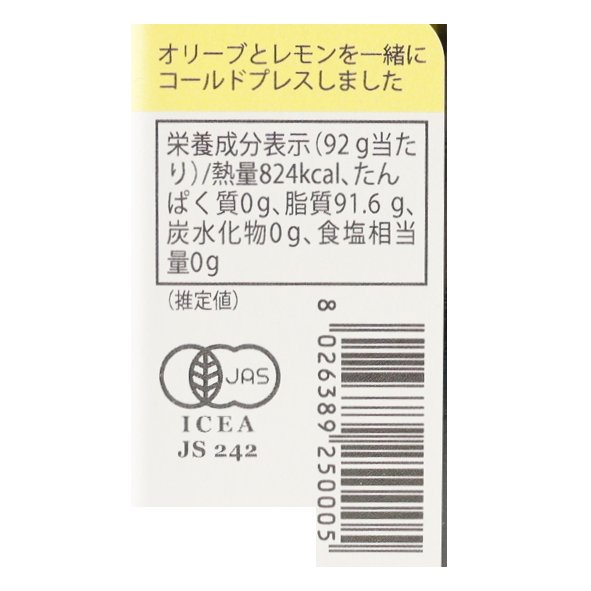 オリーブとレモンを一緒に
コールドプレスしました
栄養成分表示(92 g当た
り)/熱量824kcal、たん
ぱく質0g、脂質91.6 g、
炭水化物0g、食塩相当
量0g
(推定値)
JAS
ICEA
JS 242
8 026389 250005